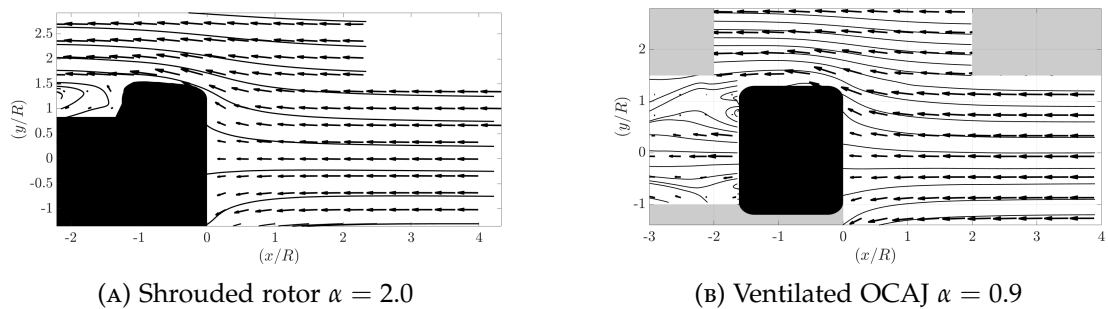 2.5
2
1.5
1
0.5
0
-0.5
-1
(y/R)
-2 -1 0 1 2 3 4
(x/R)
(A) Shrouded rotor α = 2.0
2
1
0
-1
(y/R)
-3 -2 -1 0 1 2 3 4
(x/R)
(B) Ventilated OCAJ α = 0.9